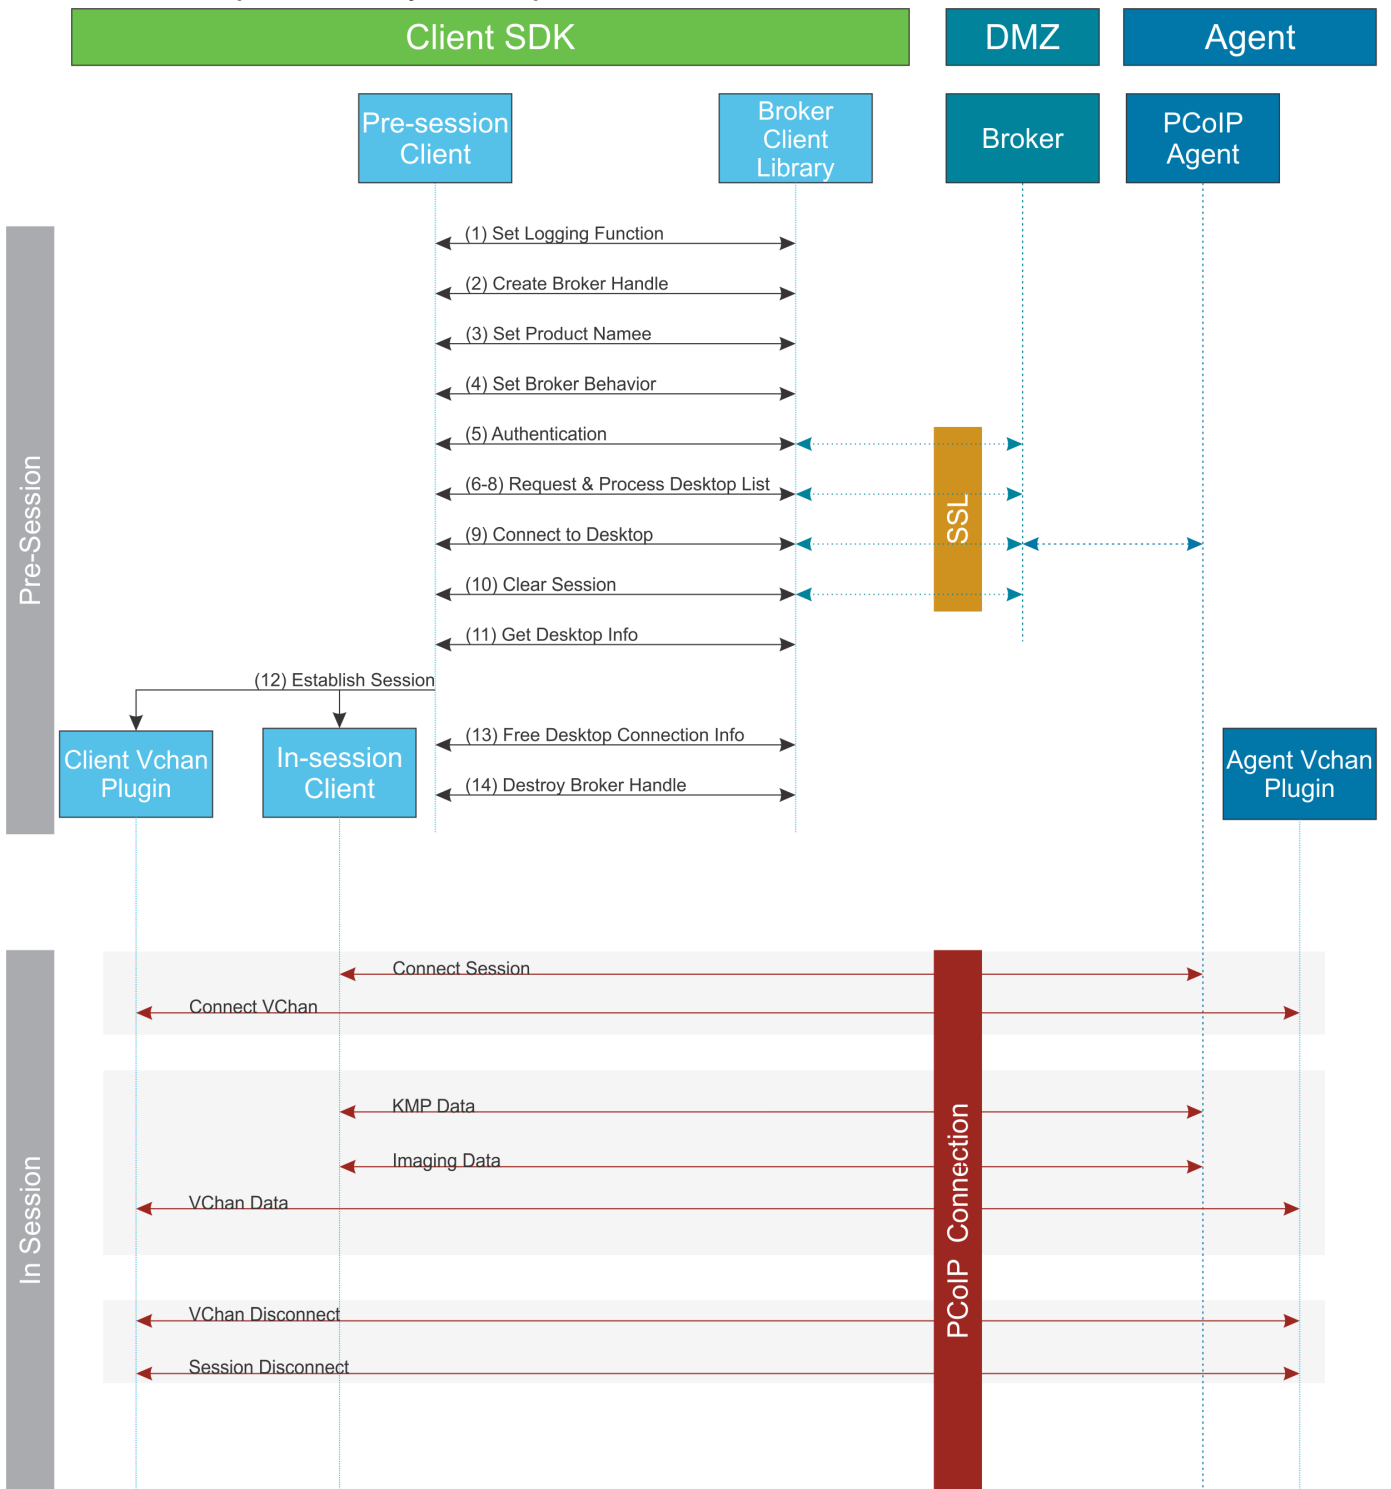 Client SDK
DMZ
Agent
Pre-session
Client
Broker
Client
Library
Broker
PCoIP
Agent
Pre-Session
(1) Set Logging Function
(2) Create Broker Handle
(3) Set Product Namee
(4) Set Broker Behavior
(5) Authentication
(6-8) Request & Process Desktop List
(9) Connect to Desktop
(10) Clear Session
SSL
(11) Get Desktop Info
(12) Establish Session
Client Vchan
Plugin
In-session
Client
(13) Free Desktop Connection Info
(14) Destroy Broker Handle
Agent Vchan
Plugin
In Session
Connect Session
Connect VChan
KMP Data
Imaging Data
VChan Data
PCoIP Connection
VChan Disconnect
Session Disconnect